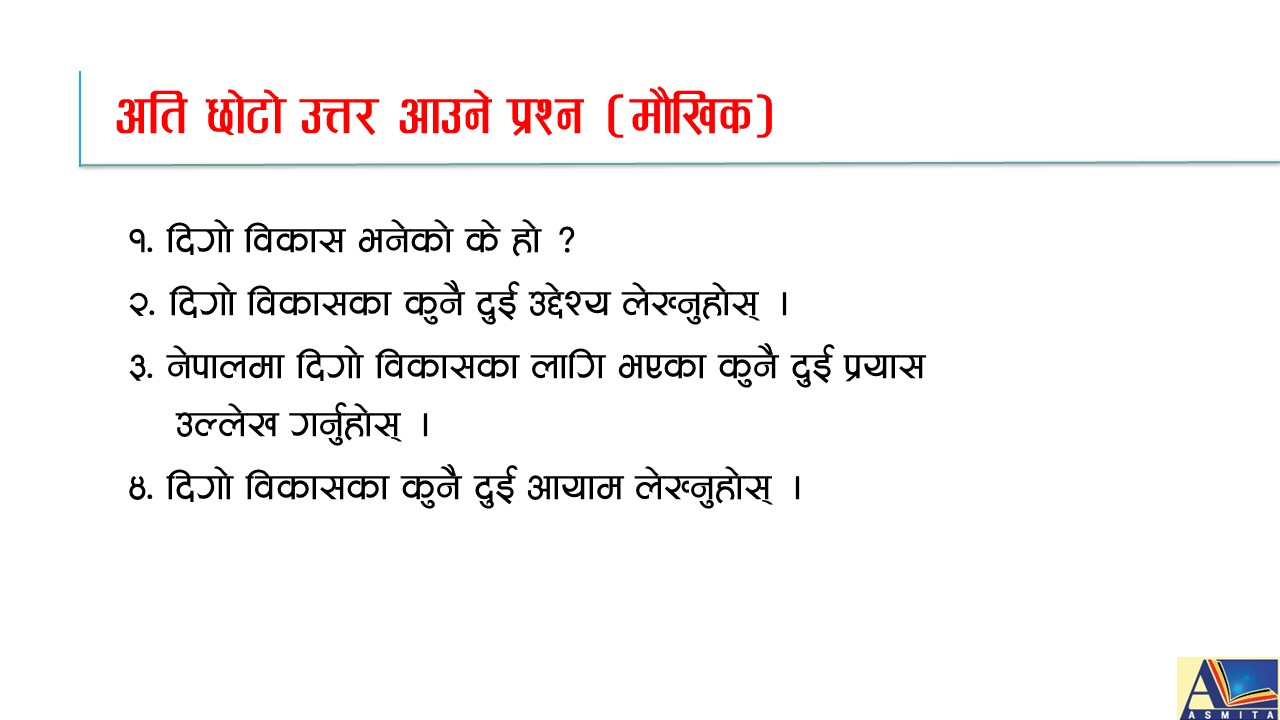 अति छोटो उत्तर आउने प्रश्न (मौखिक)
१. दिगो विकास भनेको के हो ?
२. दिगो विकासका कुनै दुई उद्देश्य लेख्नुहोस् ।
३. नेपालमा दिगो विकासका लागि भएका कुनै दुई प्रयास
उल्लेख गर्नुहोस् ।
४. दिगो विकासका कुनै दुई आयाम लेख्नुहोस् ।
ASMITA